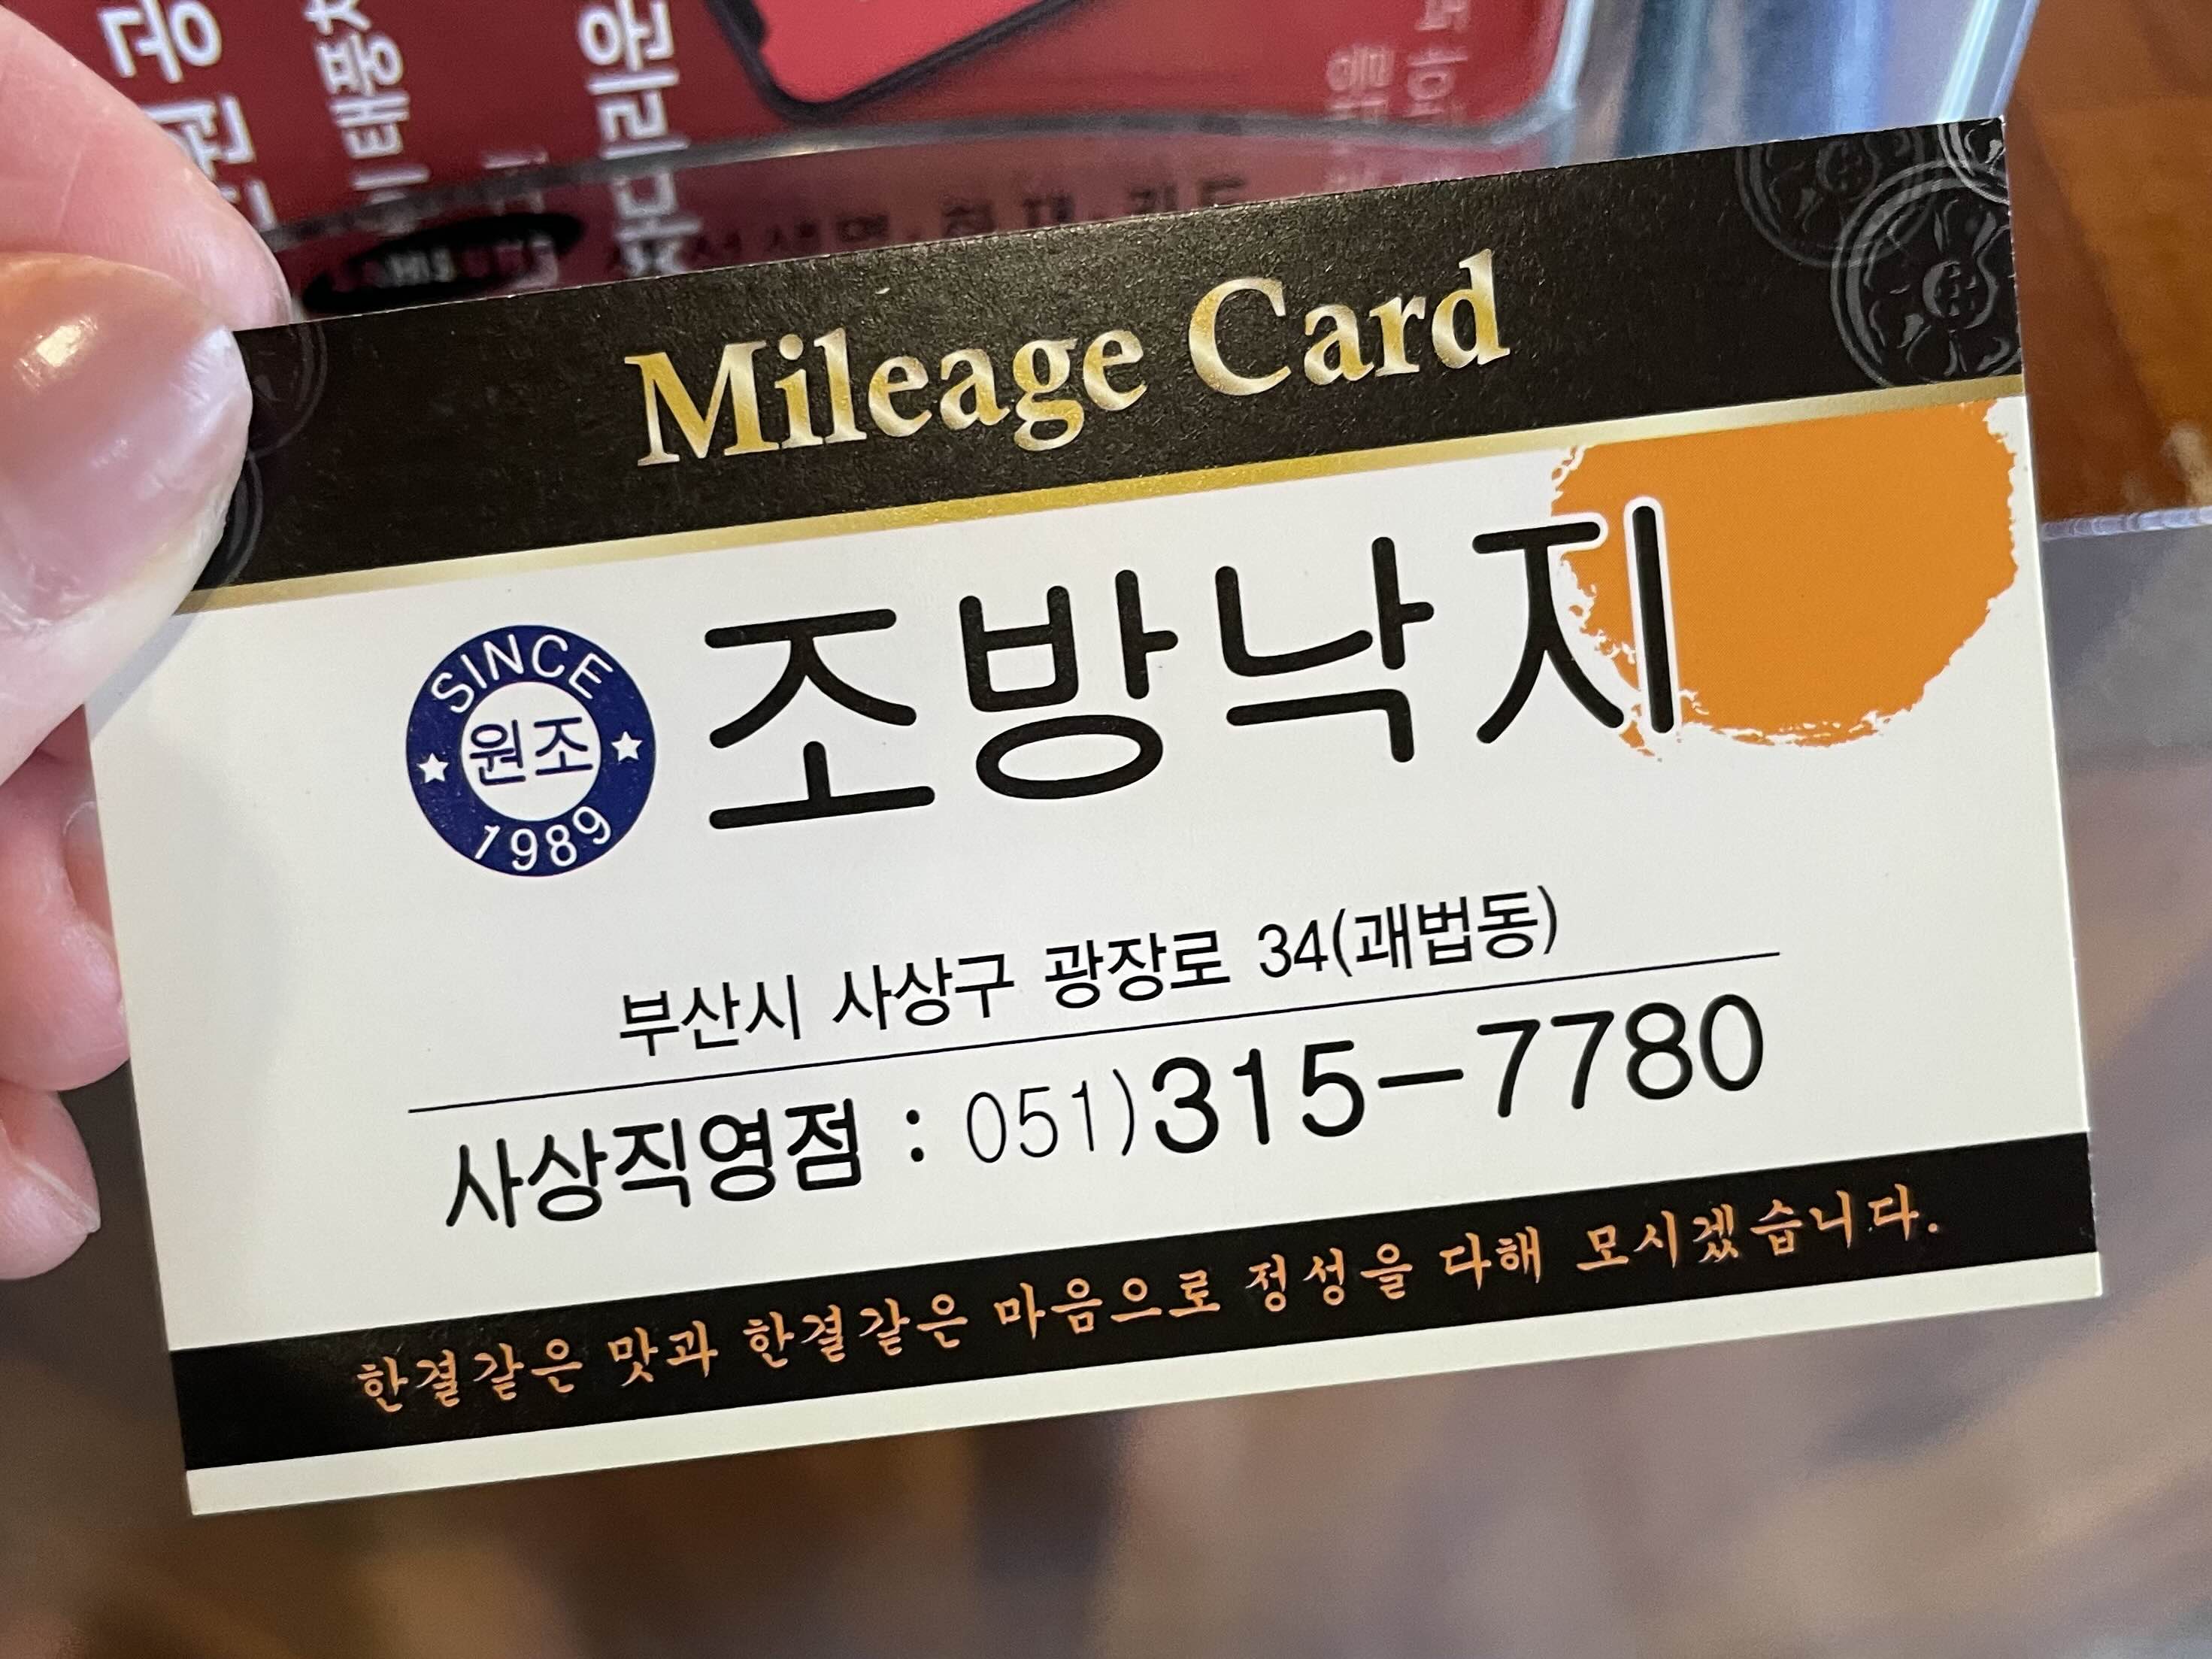 Mileage Card
SINCE
원조
1989
조방낙지
부산시 사상구 광장로 34(괘법동)
사상직영점 : 051)315-7780
한결같은 맛과 한결같은 마음으로 정성을 다해 모시겠습니다.